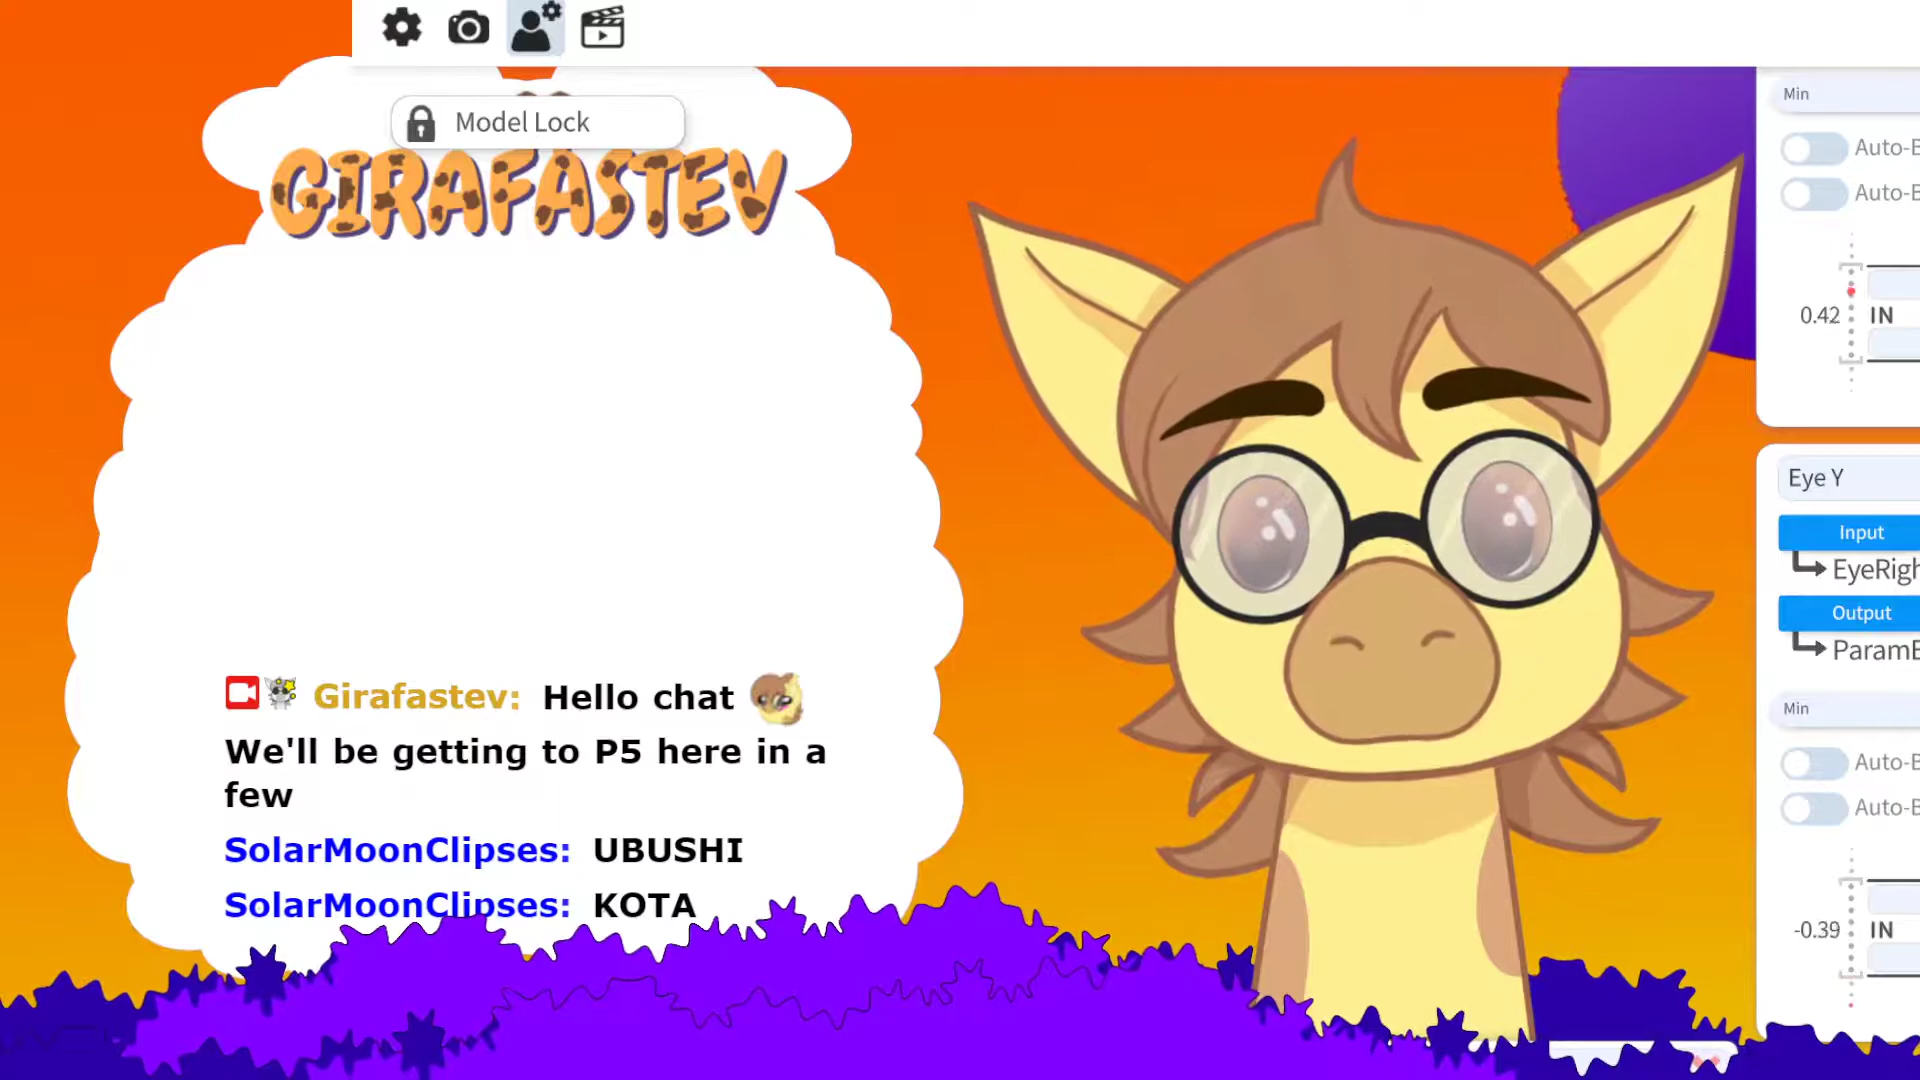 Model Lock
GIRAFASTEV
Girafastev: Hello chat
We'll be getting to P5 here in a
few
SolarMoonClipses: UBUSHI
SolarMoonClipses: KOTA
Min
Auto-B
Auto-B
0.42 IN
Eye Y
Input
EyeRigh
Output
ParamE
Min
Auto-B
Auto-B
-0.39 IN